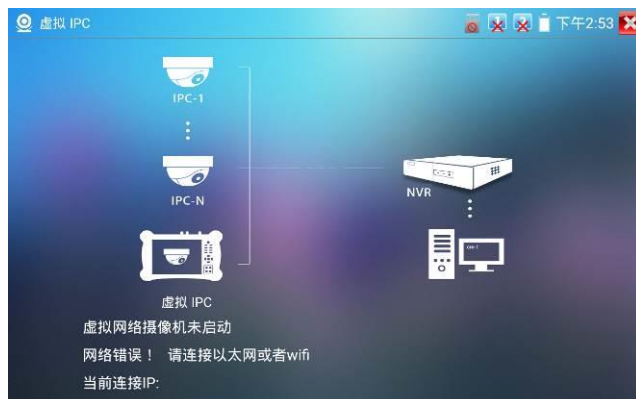 虚拟 IPC
下午2:53
IPC-1
IPC-N
NVR
虚拟 IPC
虚拟网络摄像机未启动
网络错误！ 请连接以太网或者wifi
当前连接IP: